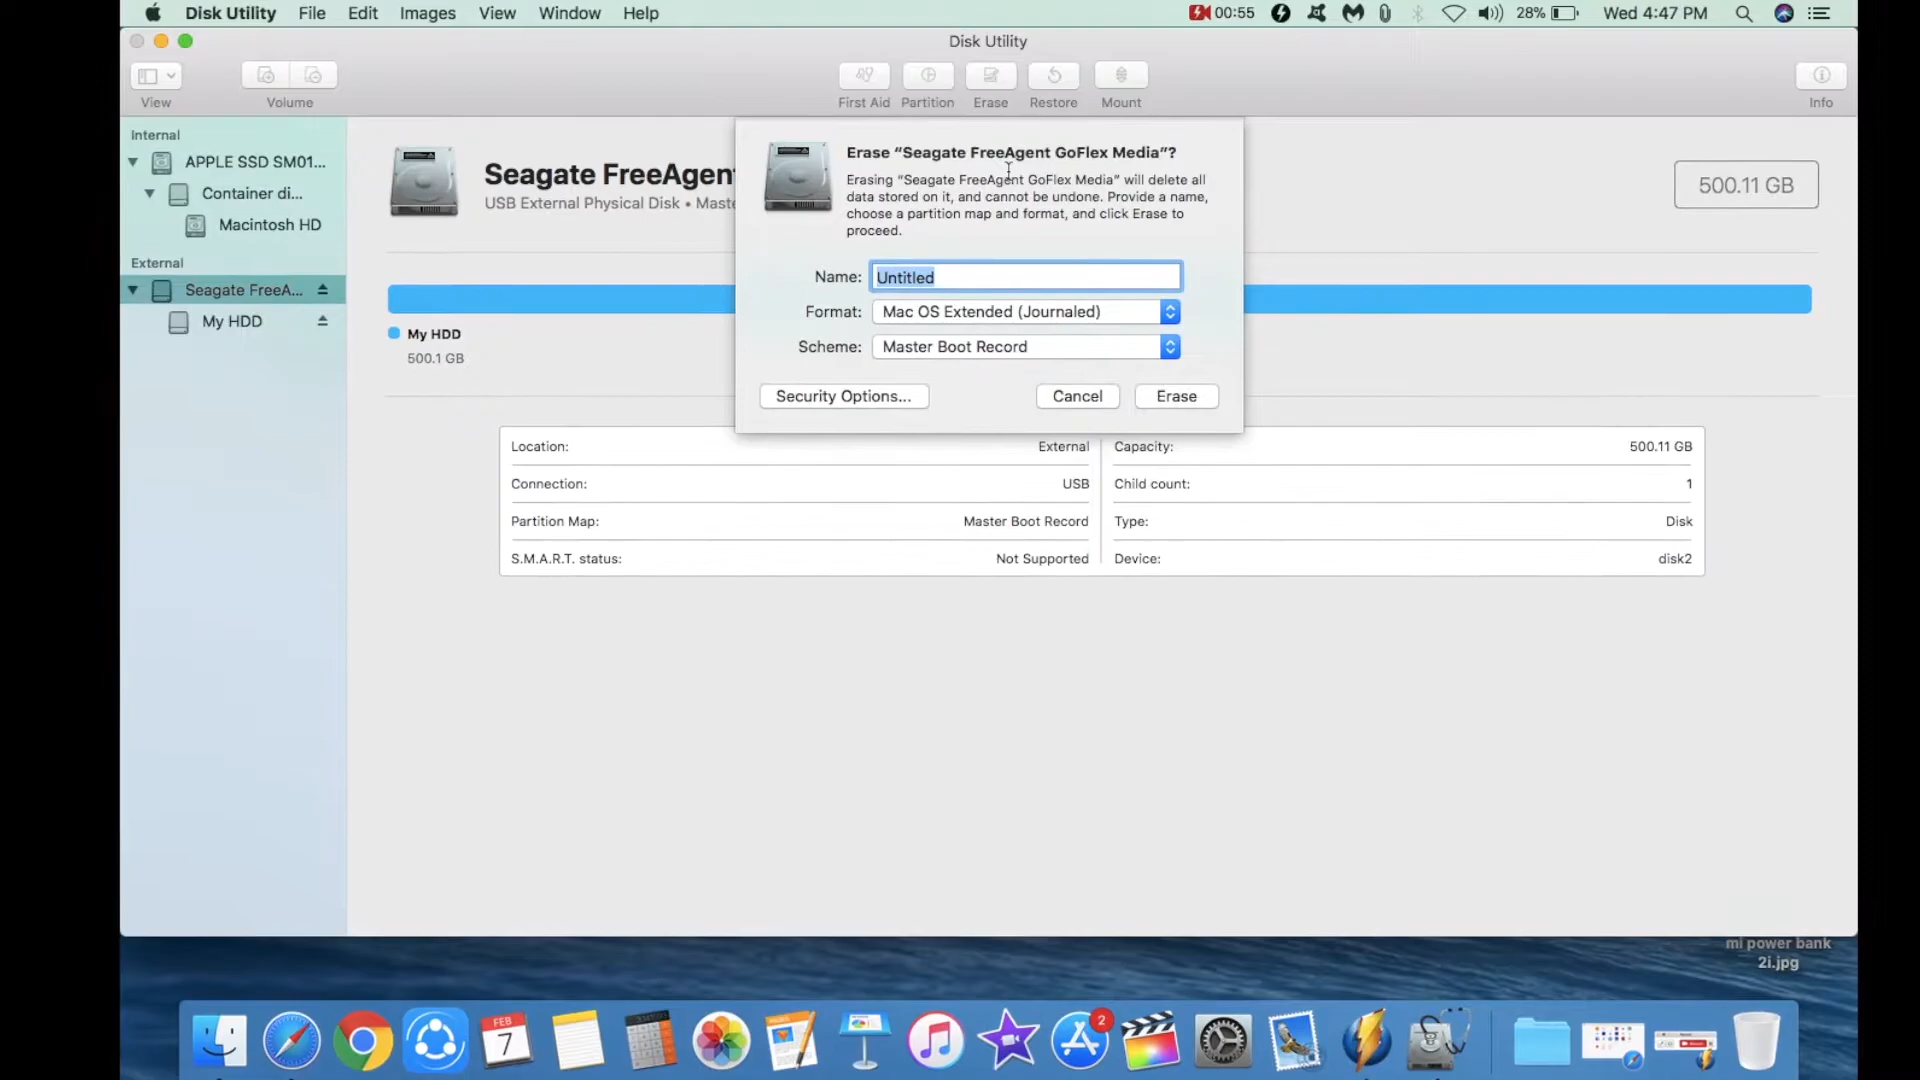 Disk Utility File Edit Images View Window Help 00:55 28% Wed 4:47 PM
Disk Utility
View Volume First Aid Partition Erase Restore Mount Info
Internal
APPLE SSD SM01...
Container di...
Macintosh HD
External
Seagate FreeA...
My HDD
Seagate FreeAgen
USB External Physical Disk • Maste
500.11 GB
My HDD
500.1 GB
Erase “Seagate FreeAgent GoFlex Media”?
Erasing “Seagate FreeAgent GoFlex Media” will delete all
data stored on it, and cannot be undone. Provide a name,
choose a partition map and format, and click Erase to
proceed.
Name: Untitled
Format: Mac OS Extended (Journaled)
Scheme: Master Boot Record
Security Options... Cancel Erase
Location: External Capacity: 500.11 GB
Connection: USB Child count: 1
Partition Map: Master Boot Record Type: Disk
S.M.A.R.T. status: Not Supported Device: disk2
mi power bank
2i.jpg
FEB
7
2